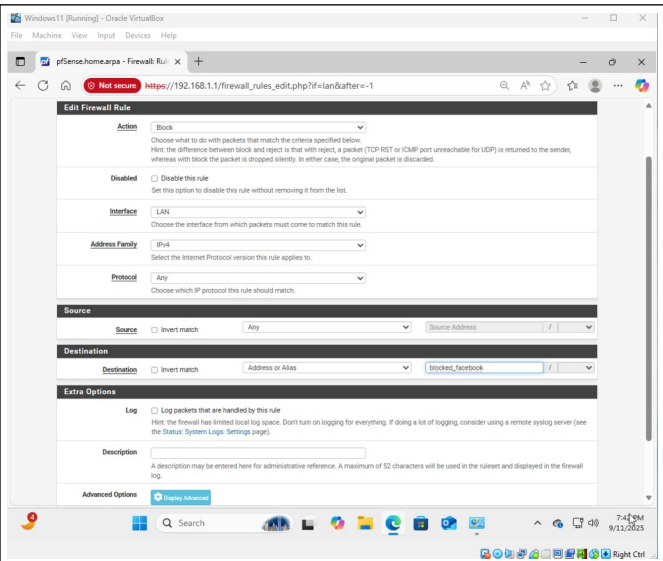 Windows11 [Running] - Oracle VirtualBox
File Machine View Input Devices Help
pfSense.home.arpa - Firewall: Rul
Not secure https://192.168.1.1/firewall_rules_edit.php?if=lan&after=-1
Edit Firewall Rule
Action Block
Choose what to do with packets that match the criteria specified below.
Hint: the difference between block and reject is that with reject, a packet (TCP RST or ICMP port unreachable for UDP) is returned to the sender,
whereas with block the packet is dropped silently. In either case, the original packet is discarded.
Disabled Disable this rule
Set this option to disable this rule without removing it from the list.
Interface LAN
Choose the interface from which packets must come to match this rule.
Address Family IPv4
Select the Internet Protocol version this rule applies to.
Protocol Any
Choose which IP protocol this rule should match.
Source
Source Invert match Any Source Address /
Destination
Destination Invert match Address or Alias blocked_facebook /
Extra Options
Log Log packets that are handled by this rule
Hint: the firewall has limited local log space. Don't turn on logging for everything. If doing a lot of logging, consider using a remote syslog server (see
the Status: System Logs: Settings page).
Description
A description may be entered here for administrative reference. A maximum of 52 characters will be used in the ruleset and displayed in the firewall
log.
Advanced Options Display Advanced
4
Search
7:42 PM
9/11/2025
Right Ctrl